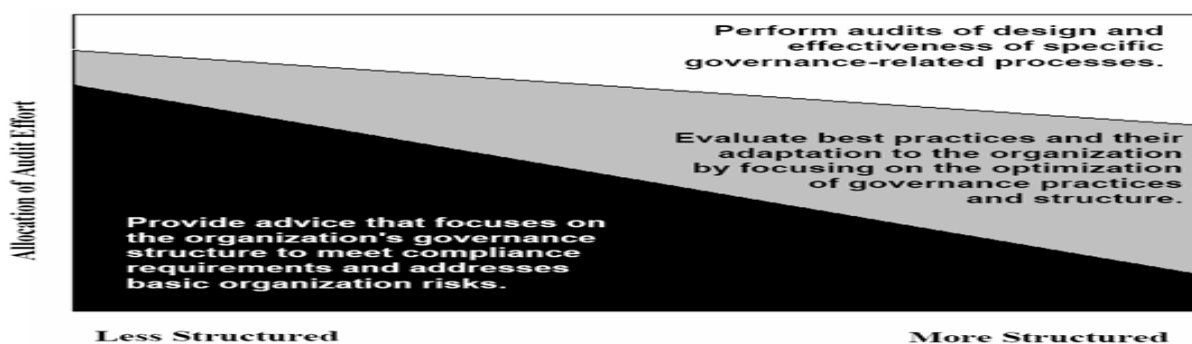 Perform audits of design and
effectiveness of specific
governance-related processes.
Allocation of Audit Effort
Evaluate best practices and their
adaptation to the organization
by focusing on the optimization
of governance practices
and structure.
Provide advice that focuses on
the organization's governance
structure to meet compliance
requirements and addresses
basic organization risks.
Less Structured
More Structured